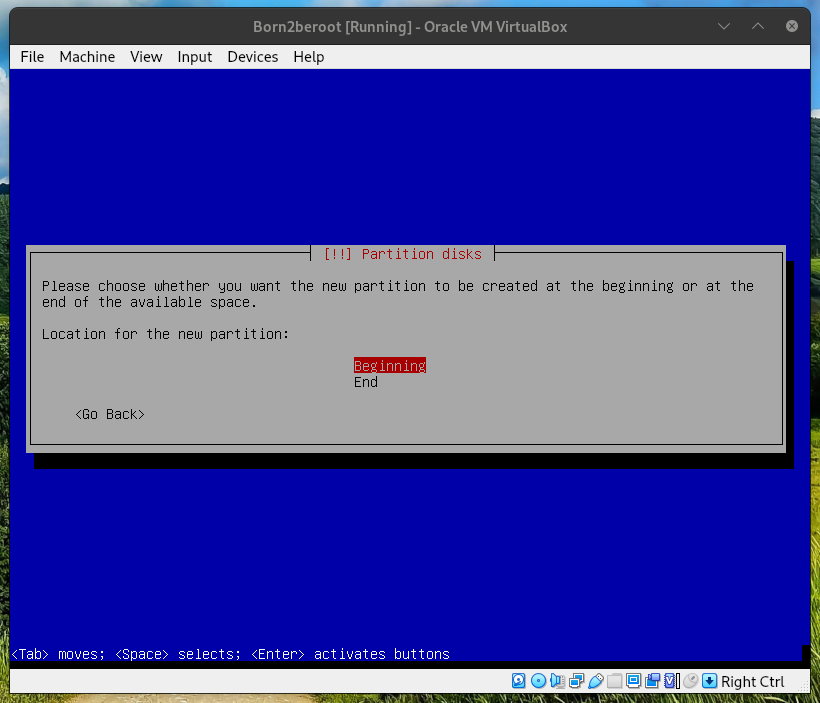 Born2beroot [Running] - Oracle VM VirtualBox
File Machine View Input Devices Help
[!!] Partition disks
Please choose whether you want the new partition to be created at the beginning or at the
end of the available space.
Location for the new partition:
Beginning
End
<Go Back>
<Tab> moves; <Space> selects; <Enter> activates buttons
Right Ctrl